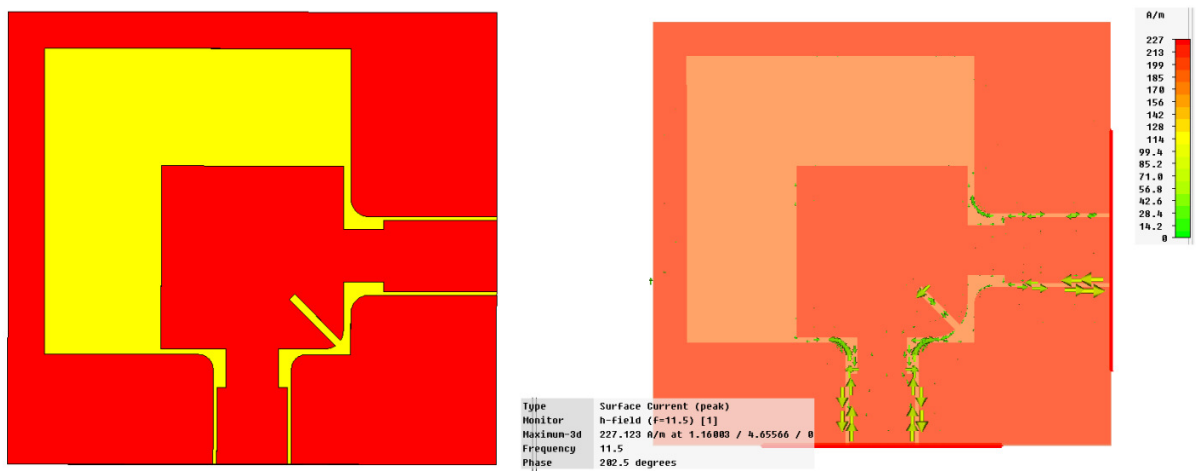 A/m
227
213
199
185
170
156
142
128
114
99.4
85.2
71.0
56.8
42.6
28.4
14.2
0
Type Surface Current (peak)
Monitor h-field (f=11.5) [1]
Maximum-3d 227.123 A/m at 1.16003 / 4.65566 / 0
Frequency 11.5
Phase 202.5 degrees